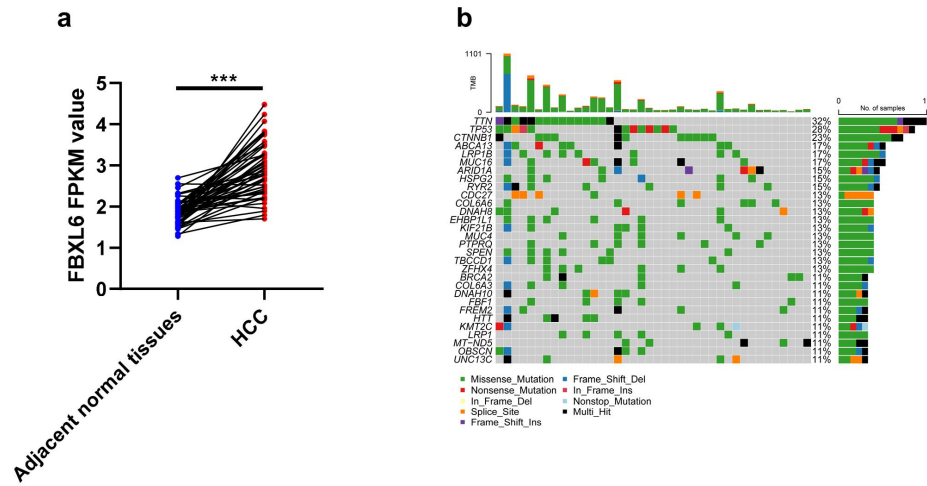 a
b
***
FBXL6 FPKM value
5
4
3
2
1
0
Adjacent normal tissues
HCC
1101
TMB
0
0
No. of samples
1
TTN 32%
TP53 28%
CTNNB1 23%
ABCA13 17%
LRP1B 17%
MUC16 17%
ARID1A 15%
HSPG2 15%
RYR2 15%
CDC27 13%
COL6A6 13%
DNAH8 13%
EHBP1L1 13%
KIF21B 13%
MUC4 13%
PTPRQ 13%
SPEN 13%
TBCCD1 13%
ZFHX4 13%
BRCA2 11%
COL6A3 11%
DNAH10 11%
FBF1 11%
FREM2 11%
HTT 11%
KMT2C 11%
LRP1 11%
MT-ND5 11%
OBSCN 11%
UNC13C 11%
Missense_Mutation
Nonsense_Mutation
In_Frame_Del
Splice_Site
Frame_Shift_Ins
Frame_Shift_Del
In_Frame_Ins
Nonstop_Mutation
Multi_Hit